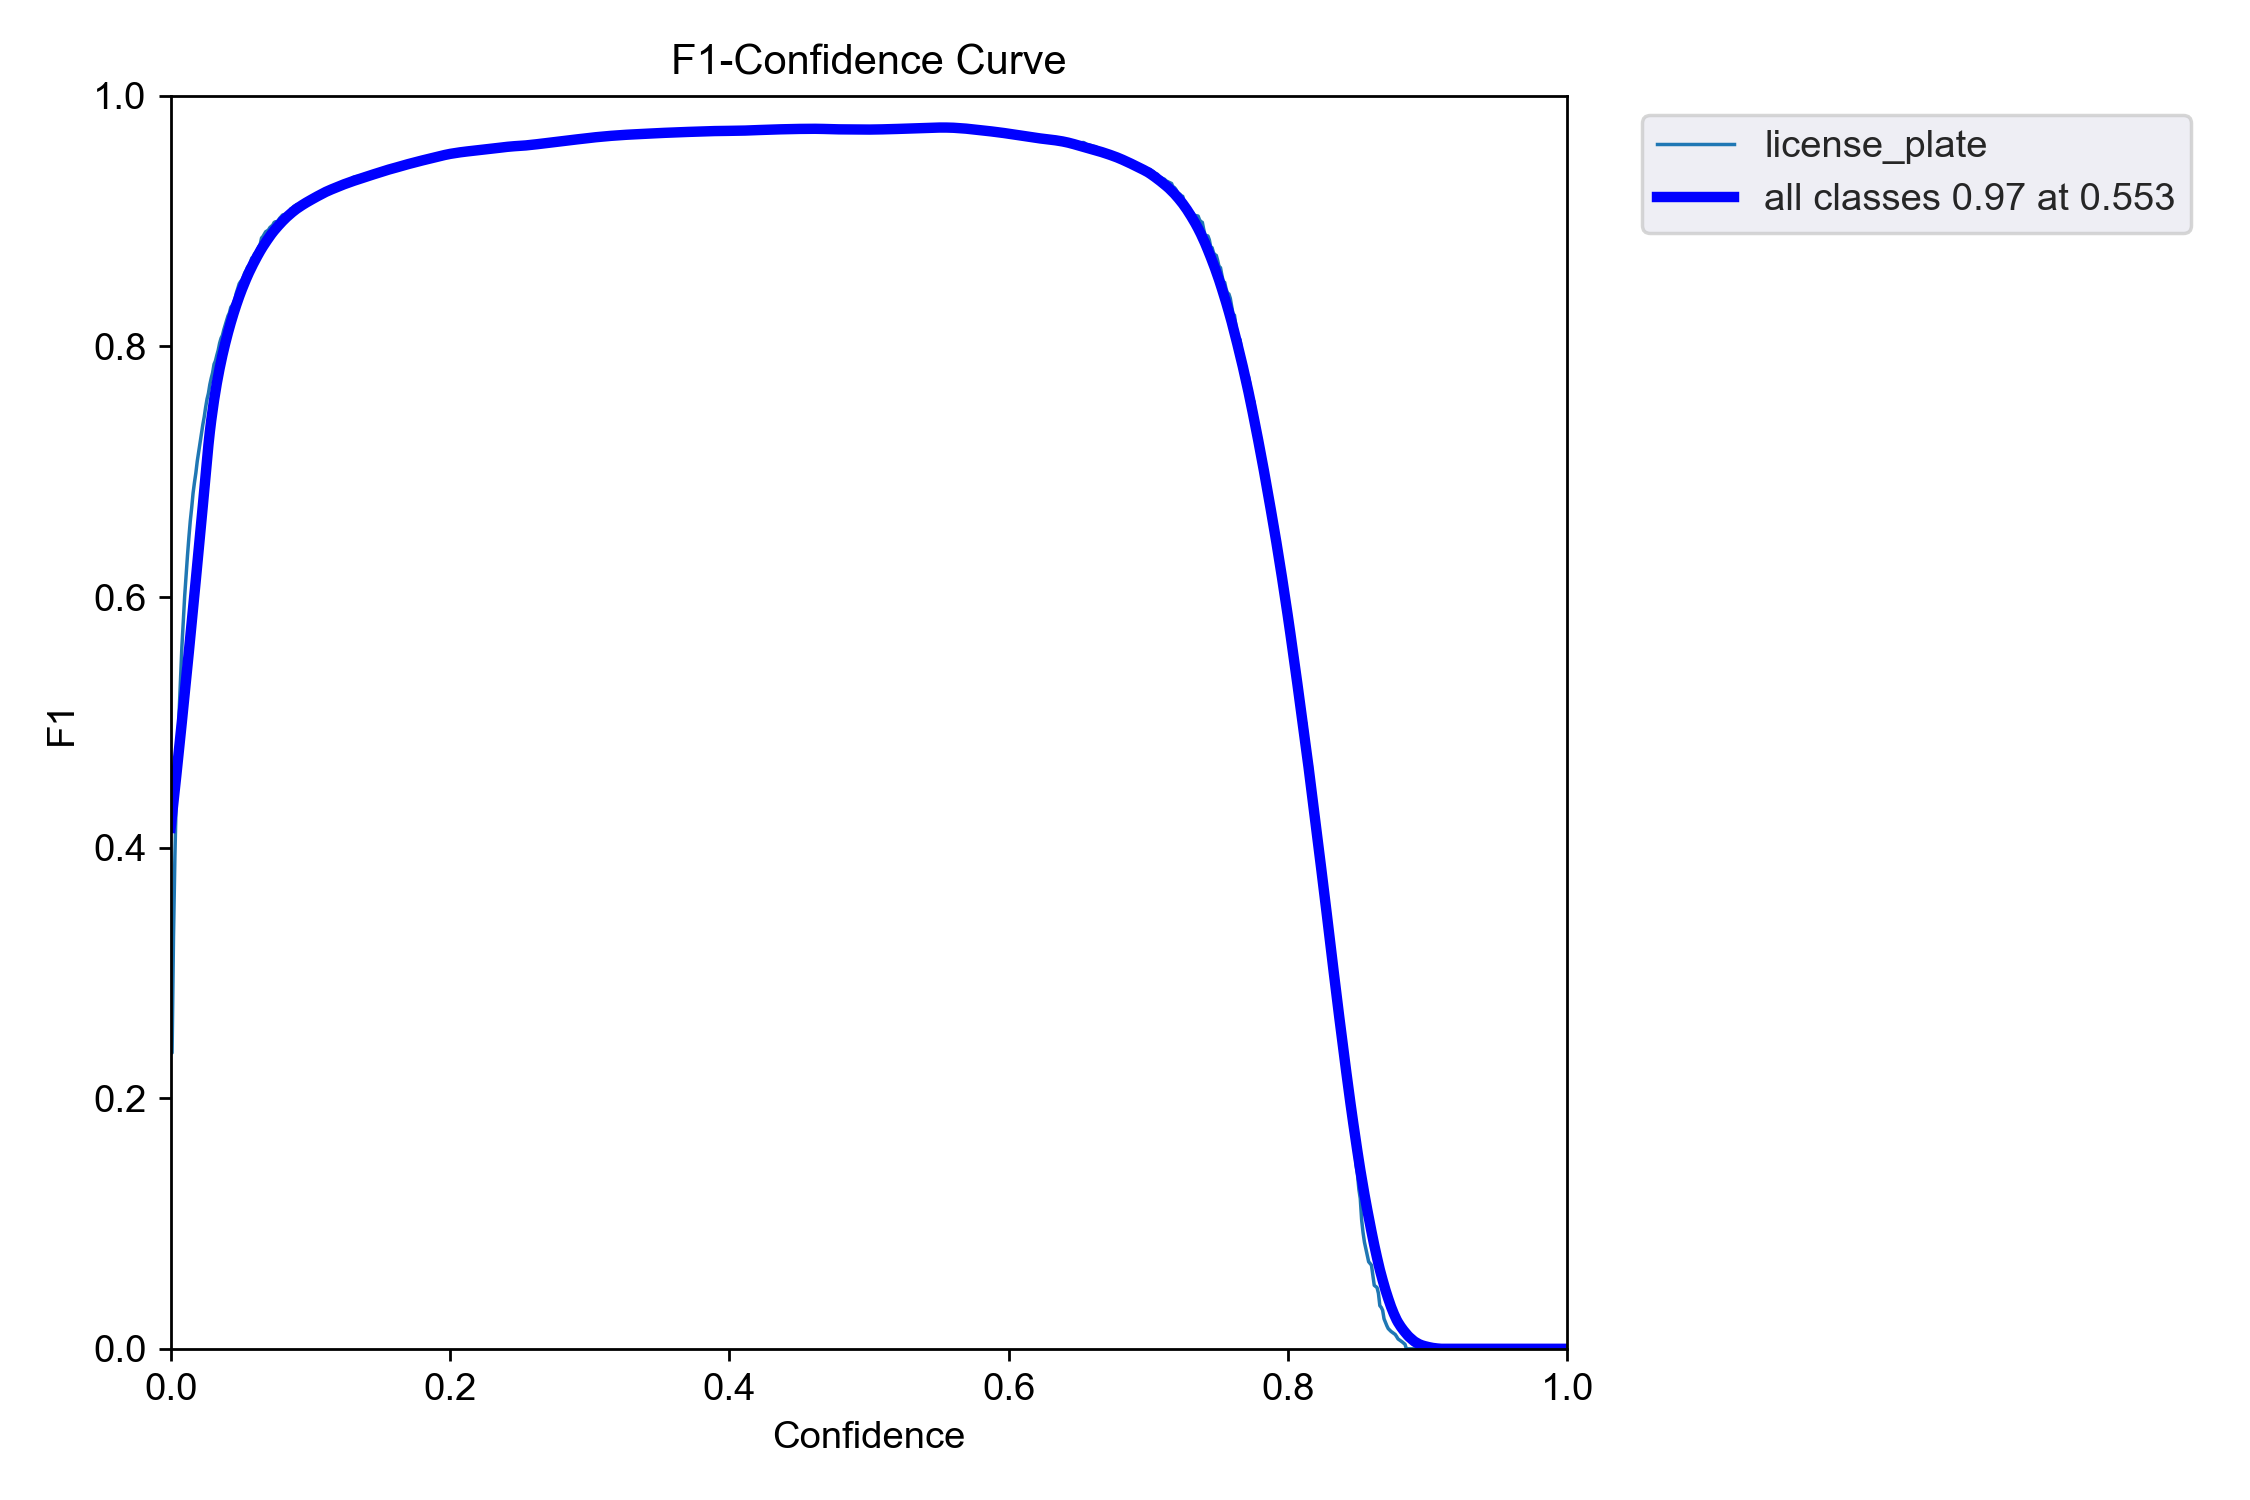 F1-Confidence Curve
1.0
0.8
0.6
0.4
0.2
0.0
F1
0.0 0.2 0.4 0.6 0.8 1.0
Confidence
license_plate
all classes 0.97 at 0.553